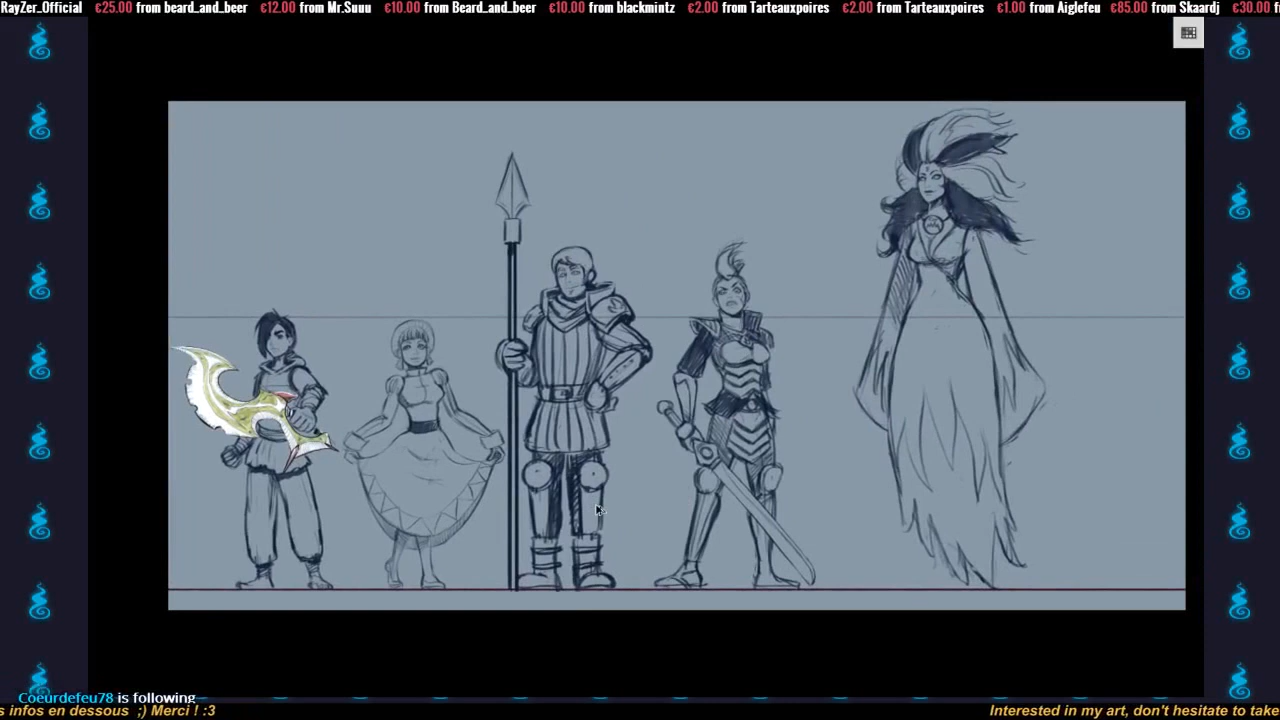 RayZer_Official €25.00 from beard_and_beer €12.00 from Mr.Suuu €10.00 from Beard_and_beer €10.00 from blackmintz €2.00 from Tarteauxpoires €2.00 from Tarteauxpoires €1.00 from Aiglefeu €85.00 from Skaardj €30.00 f
Coeurdefeu78 is following
s infos en dessous ;) Merci ! :3 Interested in my art, don't hesitate to take